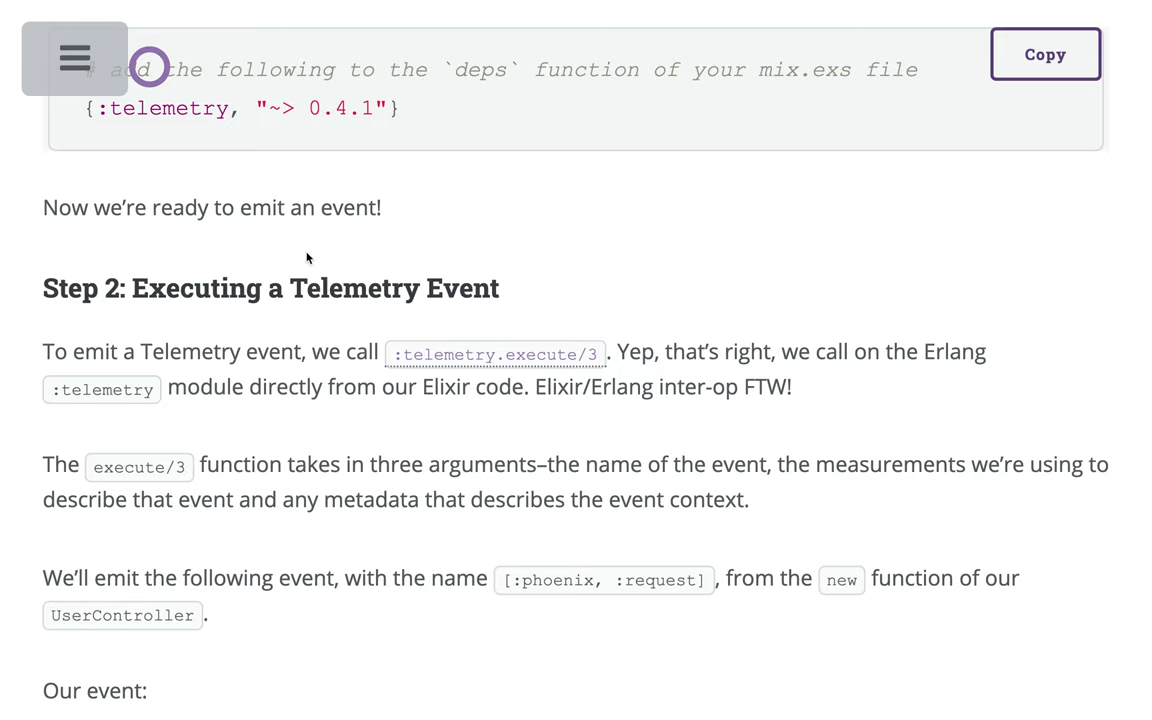 # add the following to the `deps` function of your mix.exs file
Copy
{:telemetry, "~> 0.4.1"}
Now we’re ready to emit an event!
Step 2: Executing a Telemetry Event
To emit a Telemetry event, we call :telemetry.execute/3. Yep, that’s right, we call on the Erlang
:telemetry module directly from our Elixir code. Elixir/Erlang inter-op FTW!
The execute/3 function takes in three arguments–the name of the event, the measurements we’re using to
describe that event and any metadata that describes the event context.
We’ll emit the following event, with the name [:phoenix, :request], from the new function of our
UserController.
Our event: